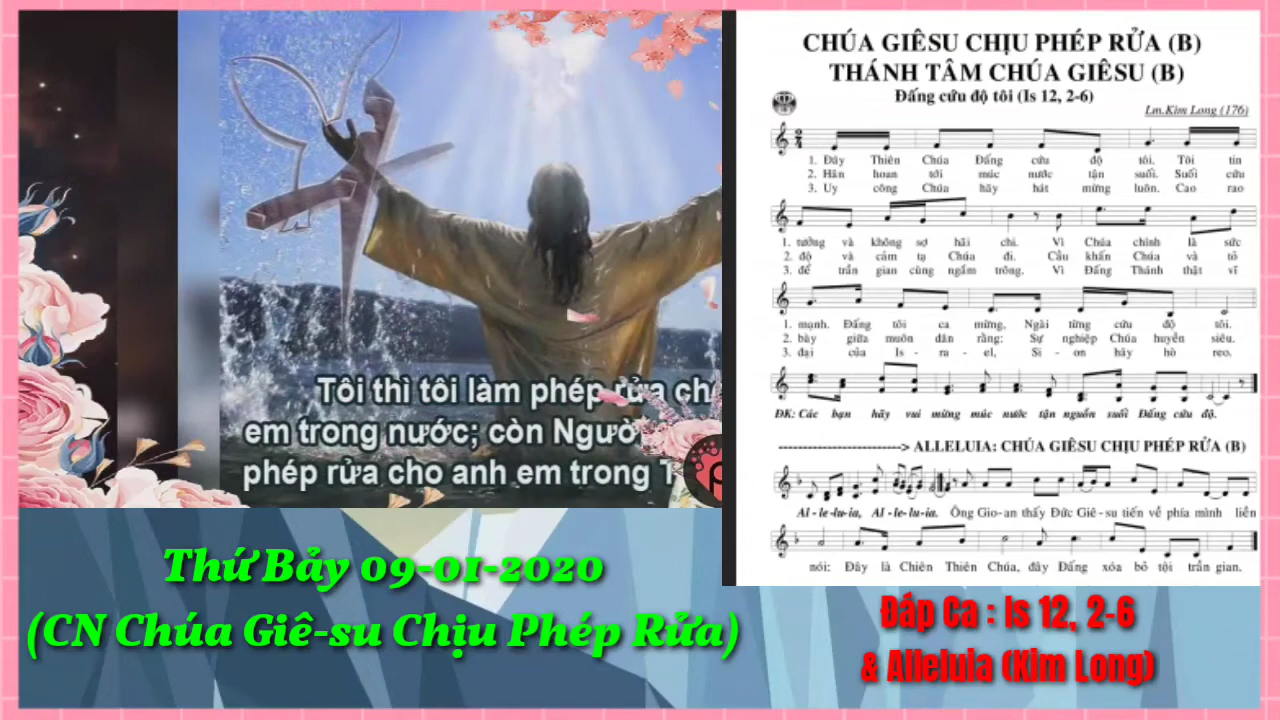 Tôi thì tôi làm phép rửa ch
em trong nước; còn Ngườ
phép rửa cho anh em trong T
Thứ Bảy 09-01-2020
(CN Chúa Giê-su Chịu Phép Rửa)
CHÚA GIÊSU CHỊU PHÉP RỬA (B)
THÁNH TÂM CHÚA GIÊSU (B)
Đấng cứu độ tôi (Is 12, 2-6)
Lm.Kim Long (176)
1. Đây Thiên Chúa Đấng cứu độ tôi. Tôi tin
2. Hân hoan tới múc nước tận suối. Suối cứu
3. Uy công Chúa hãy hát mừng luôn. Cao rao
1. tưởng và không sợ hãi chi. Vì Chúa chính là sức
2. độ và cảm tạ Chúa đi. Cầu khẩn Chúa và tỏ
3. để trần gian cùng ngắm trông. Vì Đấng Thánh thật vĩ
1. mạnh. Đấng tôi ca mừng, Ngài từng cứu độ tôi.
2. bày giữa muôn dân rằng: Sự nghiệp Chúa huyền siêu.
3. đại của Is - ra - el, Si - on hãy hò reo.
ĐK: Các bạn hãy vui mừng múc nước tận nguồn suối Đấng cứu độ.
-----------------------> ALLELUIA: CHÚA GIÊSU CHỊU PHÉP RỬA (B)
Al - le - lu - ia, Al - le - lu - ia. Ông Gio - an thấy Đức Giê - su tiến về phía mình liền
nói: Đây là Chiên Thiên Chúa, đây Đấng xóa bỏ tội trần gian.
Đáp Ca : Is 12, 2-6
& Alleluia (Kim Long)